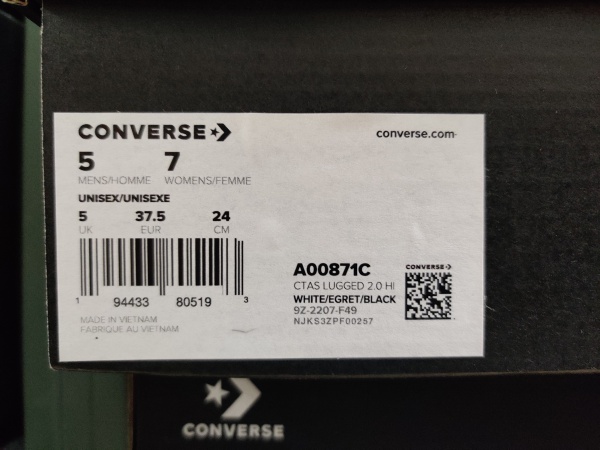 CONVERSE
converse.com
5 7
MENS/HOMME WOMENS/FEMME
UNISEX/UNISEXE
5 37.5 24
UK EUR CM
A00871C
CONVERSE
CTAS LUGGED 2.0 HI
WHITE/EGRET/BLACK
9Z-2207-F49
NJKS3ZPF00257
1 94433 80519 3
MADE IN VIETNAM
FABRIQUE AU VIETNAM
CONVERSE